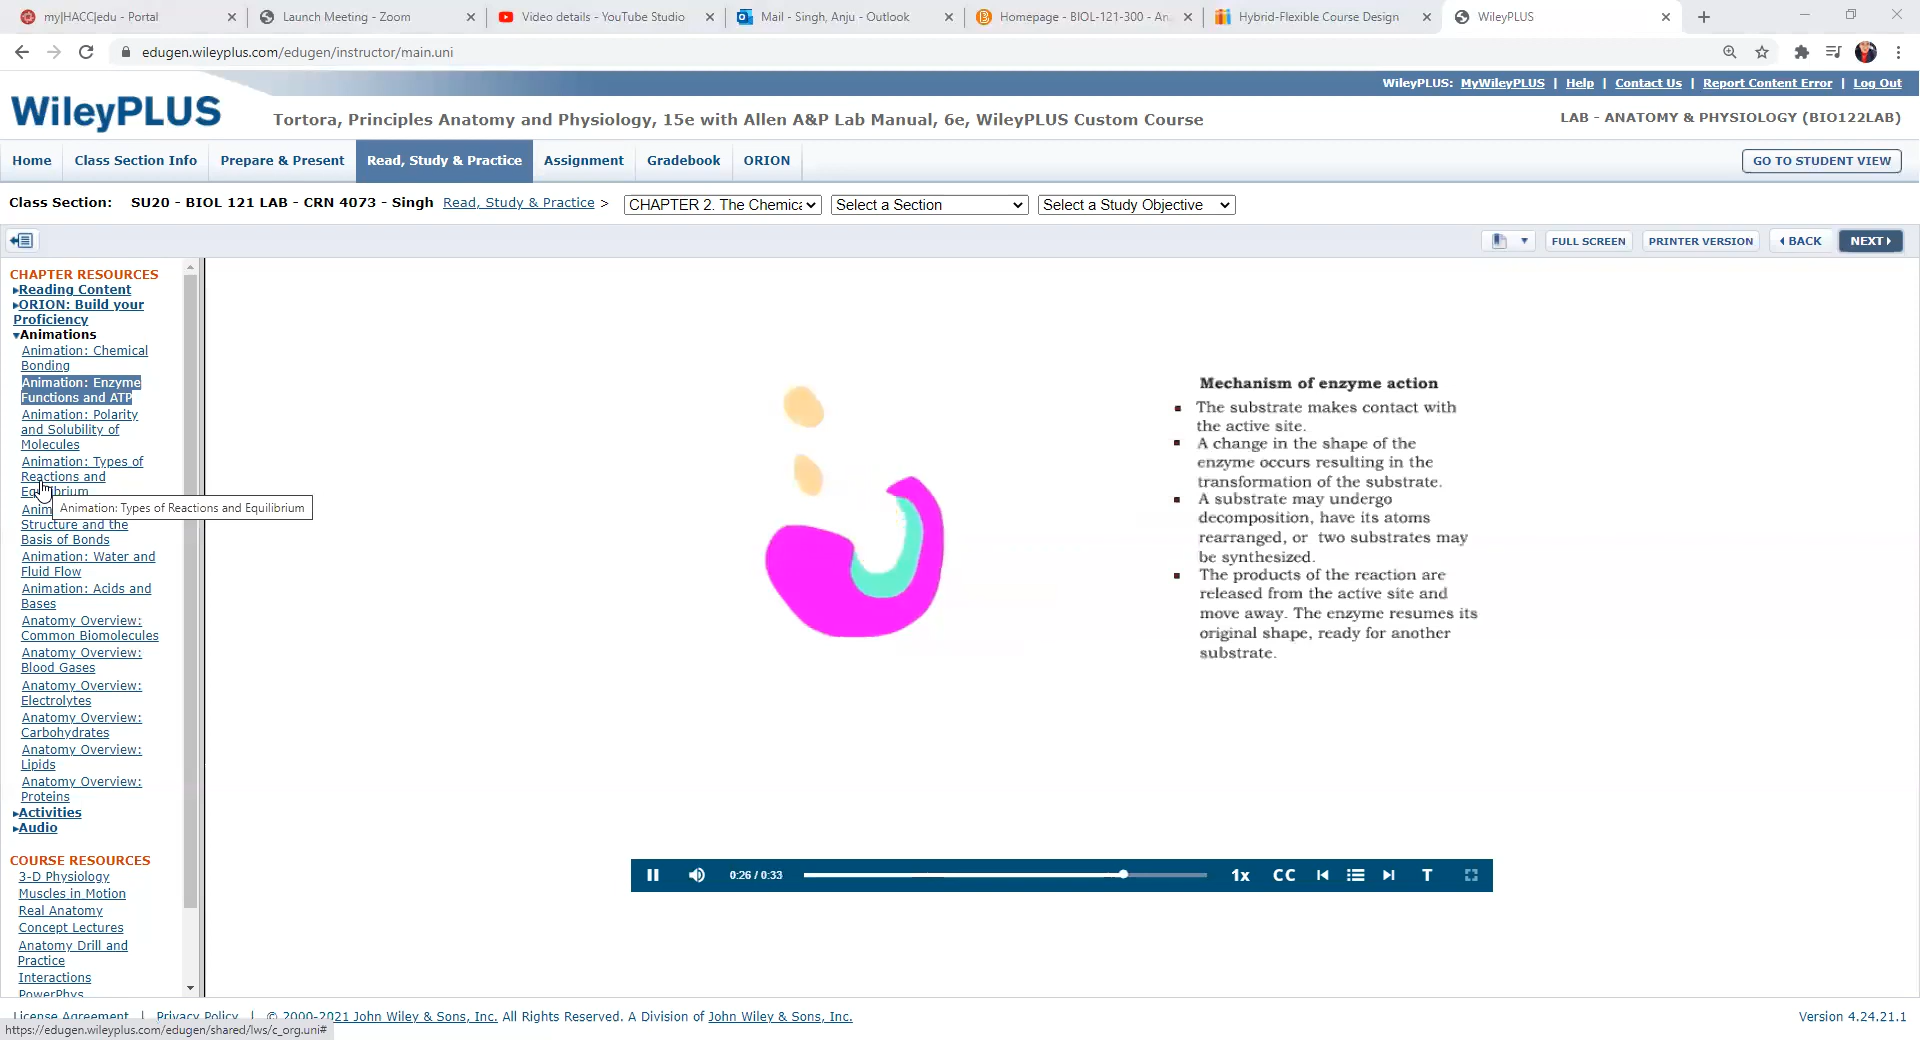 my|HACC|edu - Portal
Launch Meeting - Zoom
Video details - YouTube Studio
Mail - Singh, Anju - Outlook
Homepage - BIOL-121-300 - An
Hybrid-Flexible Course Design
WileyPLUS
edugen.wileyplus.com/edugen/instructor/main.uni
WileyPLUS: MyWileyPLUS | Help | Contact Us | Report Content Error | Log Out
WileyPLUS
Tortora, Principles Anatomy and Physiology, 15e with Allen A&P Lab Manual, 6e, WileyPLUS Custom Course
LAB - ANATOMY & PHYSIOLOGY (BIO122LAB)
Home
Class Section Info
Prepare & Present
Read, Study & Practice
Assignment
Gradebook
ORION
GO TO STUDENT VIEW
Class Section: SU20 - BIOL 121 LAB - CRN 4073 - Singh Read, Study & Practice >
CHAPTER 2. The Chemica
Select a Section
Select a Study Objective
FULL SCREEN
PRINTER VERSION
BACK
NEXT
CHAPTER RESOURCES
Reading Content
ORION: Build your
Proficiency
Animations
Animation: Chemical
Bonding
Animation: Enzyme
Functions and ATP
Animation: Polarity
and Solubility of
Molecules
Animation: Types of
Reactions and
Equilibrium
Animation: Types of Reactions and Equilibrium
Anim
Structure and the
Basis of Bonds
Animation: Water and
Fluid Flow
Animation: Acids and
Bases
Anatomy Overview:
Common Biomolecules
Anatomy Overview:
Blood Gases
Anatomy Overview:
Electrolytes
Anatomy Overview:
Carbohydrates
Anatomy Overview:
Lipids
Anatomy Overview:
Proteins
Activities
Audio
COURSE RESOURCES
3-D Physiology
Muscles in Motion
Real Anatomy
Concept Lectures
Anatomy Drill and
Practice
Interactions
PowerPhys
Mechanism of enzyme action
The substrate makes contact with
the active site.
A change in the shape of the
enzyme occurs resulting in the
transformation of the substrate.
A substrate may undergo
decomposition, have its atoms
rearranged, or two substrates may
be synthesized.
The products of the reaction are
released from the active site and
move away. The enzyme resumes its
original shape, ready for another
substrate.
0:26 / 0:33
1x
CC
T
License Agreement | Privacy Policy | © 2000-2021 John Wiley & Sons, Inc. All Rights Reserved. A Division of John Wiley & Sons, Inc.
Version 4.24.21.1
https://edugen.wileyplus.com/edugen/shared/lws/c_org.uni#